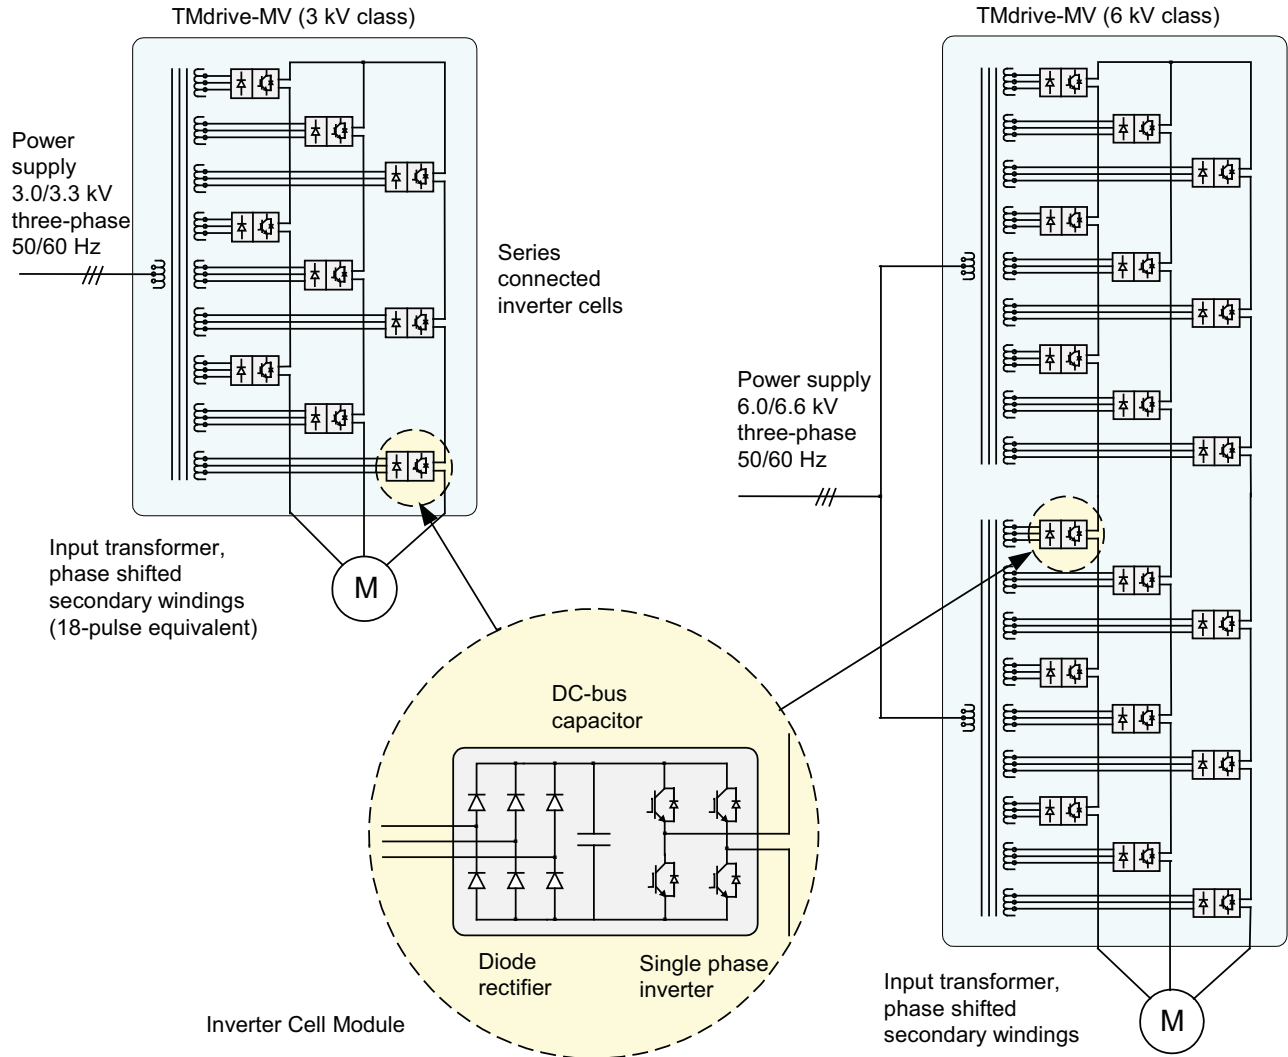 TMdrive-MV (3 kV class)
TMdrive-MV (6 kV class)
Power
supply
3.0/3.3 kV
three-phase
50/60 Hz
Series
connected
inverter cells
Power supply
6.0/6.6 kV
three-phase
50/60 Hz
Input transformer,
phase shifted
secondary windings
(18-pulse equivalent)
M
DC-bus
capacitor
Diode
rectifier
Single phase
inverter
Inverter Cell Module
Input transformer,
phase shifted
secondary windings
M